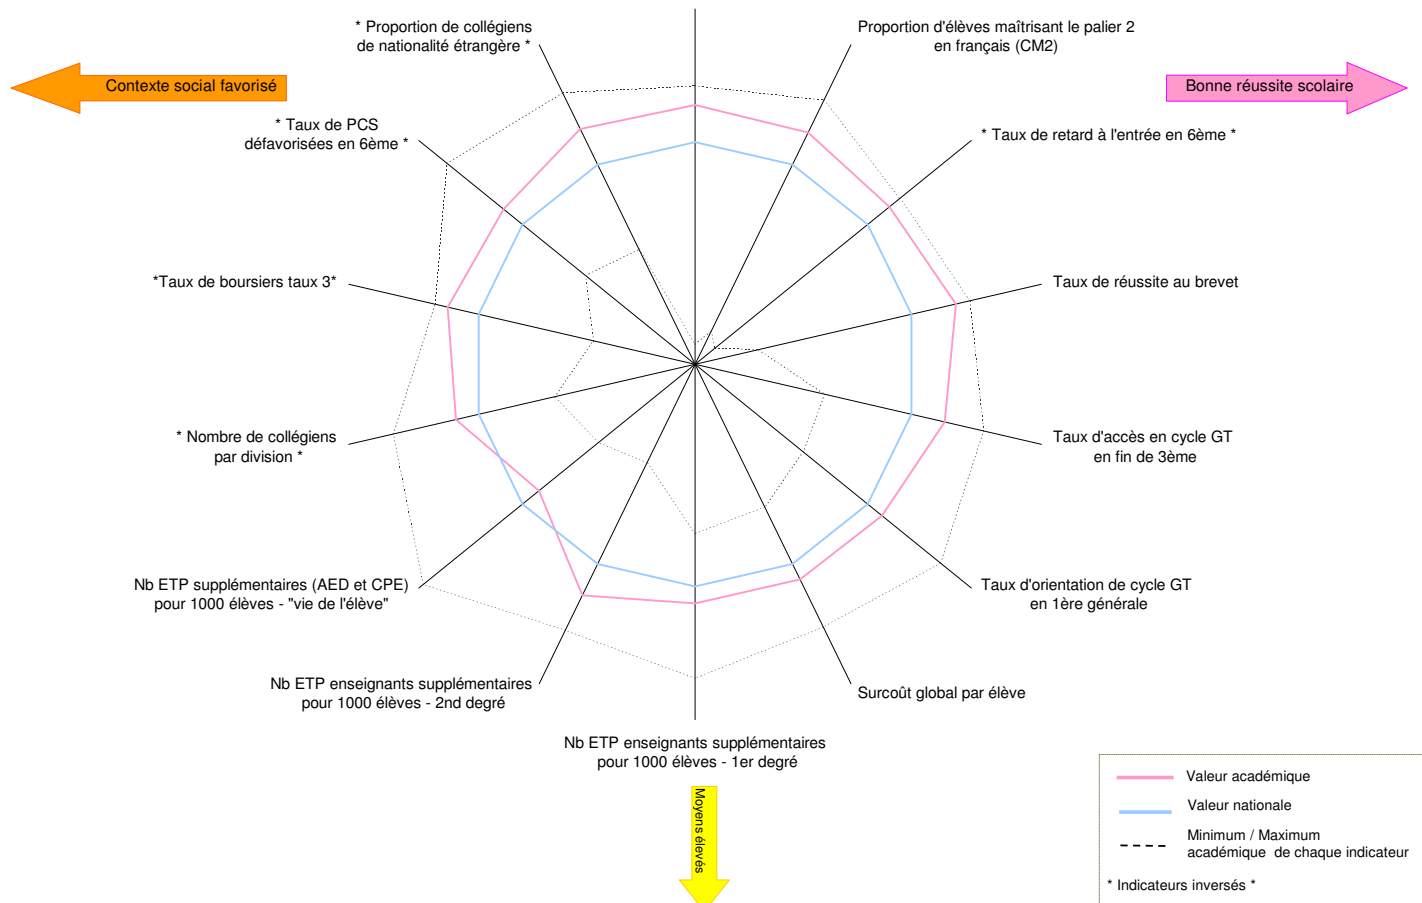 * Proportion de collégiens
de nationalité étrangère *
Proportion d'élèves maîtrisant le palier 2
en français (CM2)
Contexte social favorisé
Bonne réussite scolaire
* Taux de PCS
défavorisées en 6ème *
* Taux de retard à l'entrée en 6ème *
*Taux de boursiers taux 3*
Taux de réussite au brevet
* Nombre de collégiens
par division *
Taux d'accès en cycle GT
en fin de 3ème
Nb ETP supplémentaires (AED et CPE)
pour 1000 élèves - "vie de l'élève"
Taux d'orientation de cycle GT
en 1ère générale
Nb ETP enseignants supplémentaires
pour 1000 élèves - 2nd degré
Surcoût global par élève
Nb ETP enseignants supplémentaires
pour 1000 élèves - 1er degré
Moyens élevés
Valeur académique
Valeur nationale
Minimum / Maximum
académique de chaque indicateur
* Indicateurs inversés *